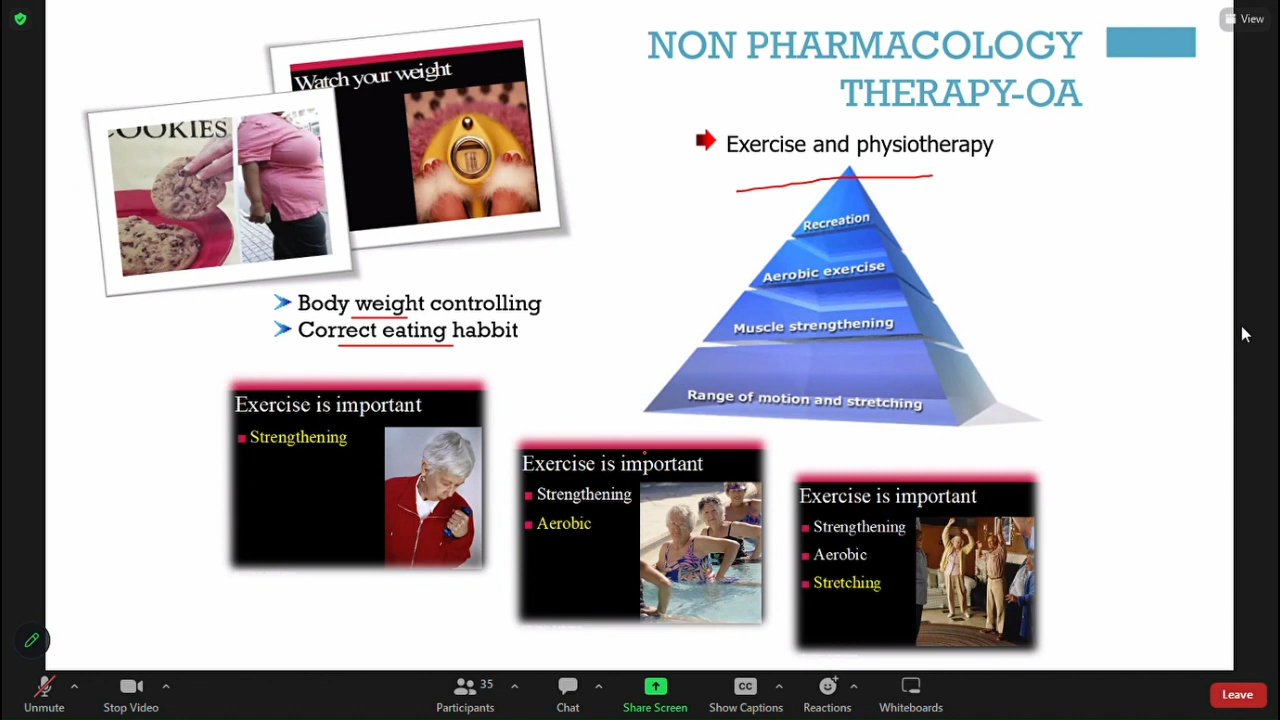 View
NON PHARMACOLOGY
THERAPY-OA
Watch your weight
OOKIES
Exercise and physiotherapy
Recreation
Aerobic exercise
Muscle strengthening
Range of motion and stretching
Body weight controlling
Correct eating habbit
Exercise is important
Strengthening
Exercise is important
Strengthening
Aerobic
Exercise is important
Strengthening
Aerobic
Stretching
35
Unmute
Stop Video
Participants
Chat
Share Screen
CC
Show Captions
Reactions
Whiteboards
Leave